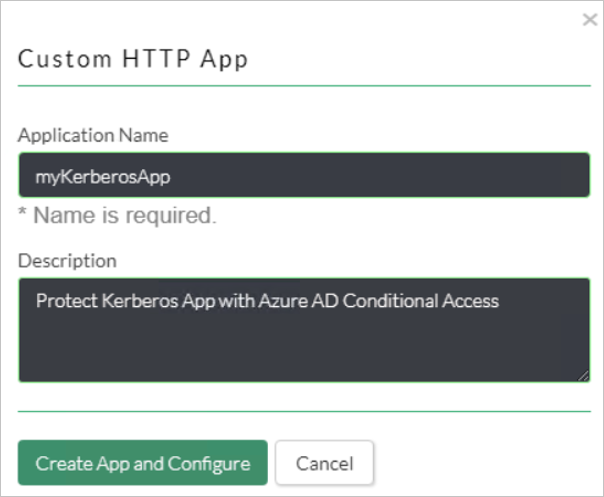 ×
Custom HTTP App
Application Name
myKerberosApp
* Name is required.
Description
Protect Kerberos App with Azure AD Conditional Access
Create App and Configure
Cancel